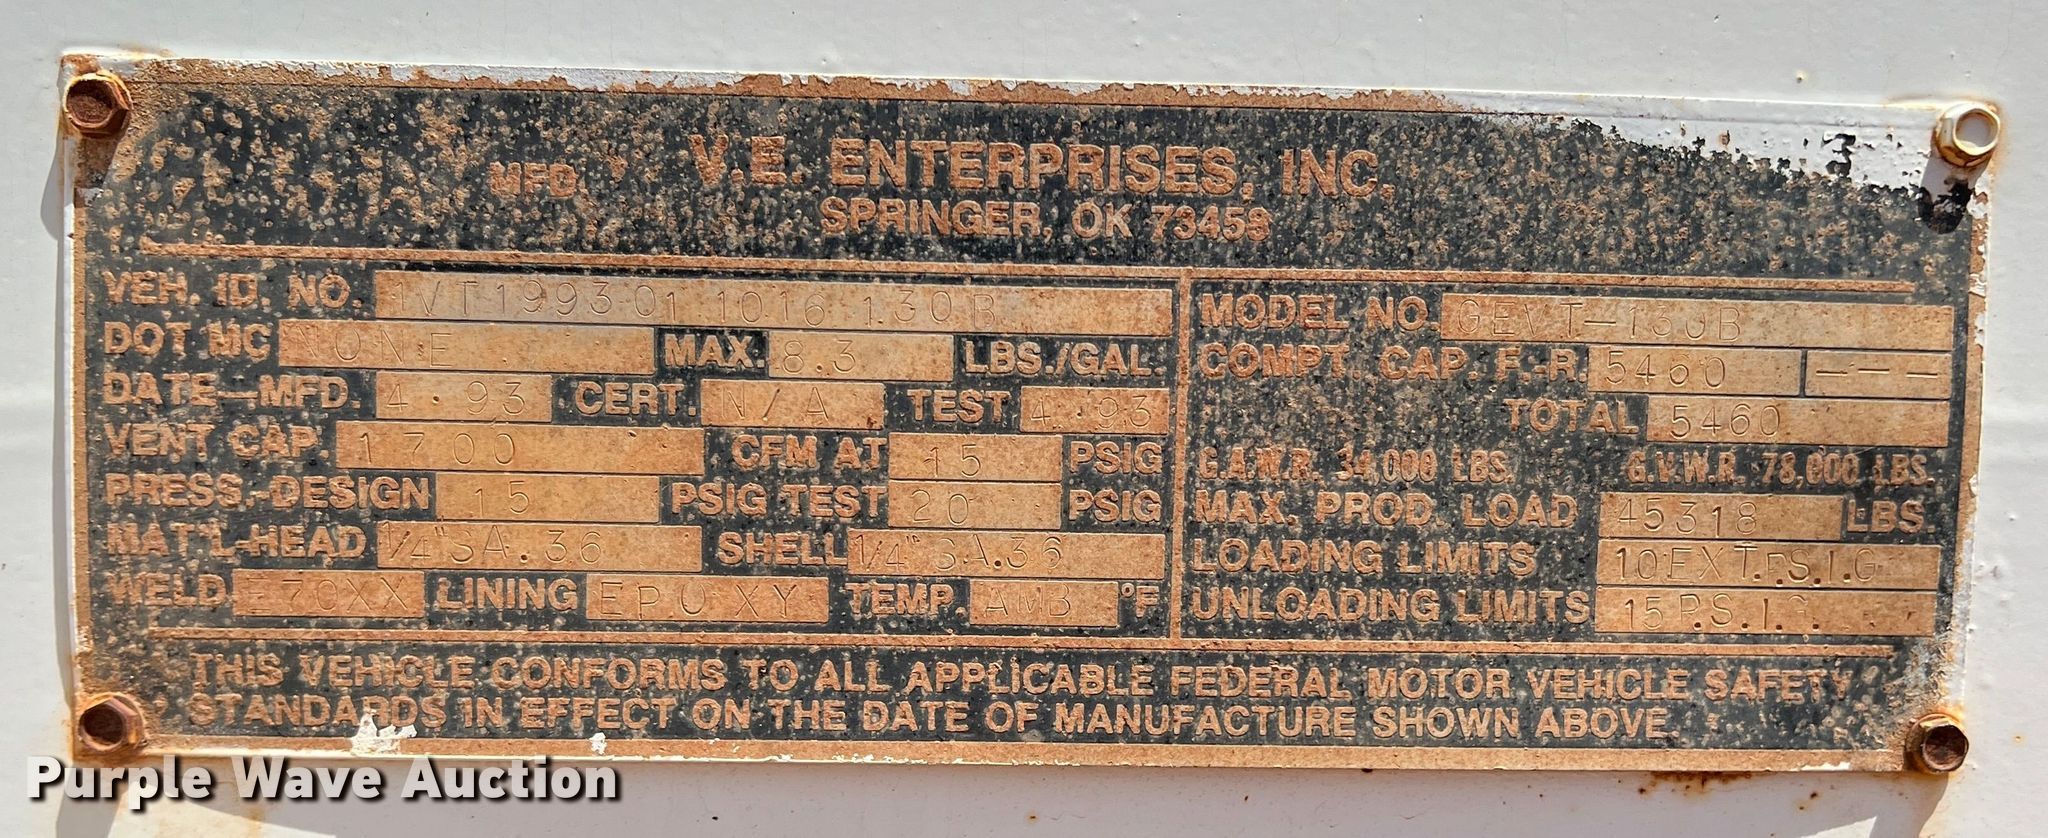 MFD. V.E. ENTERPRISES, INC.
SPRINGER, OK 73458
VEH. ID. NO. 1VT199301 1016 130B
DOT MC NONE MAX. 8.3 LBS./GAL.
DATE-MFD. 4 93 CERT. N/A TEST 4 93
VENT CAP. 1700 CFM AT 15 PSIG
PRESS.-DESIGN 15 PSIG TEST 20 PSIG
MAT'L-HEAD 1/4" SA.36 SHELL 1/4" SA.36
WELD E70XX LINING EPOXY TEMP. AMB °F
MODEL NO. GEVT-130B
COMPT. CAP. F.-R. 5460 ---
TOTAL 5460
G.A.W.R. 34,000 LBS. G.V.W.R. 78,000 LBS.
MAX. PROD. LOAD 45318 LBS.
LOADING LIMITS 10EXT.P.S.I.G
UNLOADING LIMITS 15P.S.I.G.
THIS VEHICLE CONFORMS TO ALL APPLICABLE FEDERAL MOTOR VEHICLE SAFETY
STANDARDS IN EFFECT ON THE DATE OF MANUFACTURE SHOWN ABOVE.
Purple Wave Auction